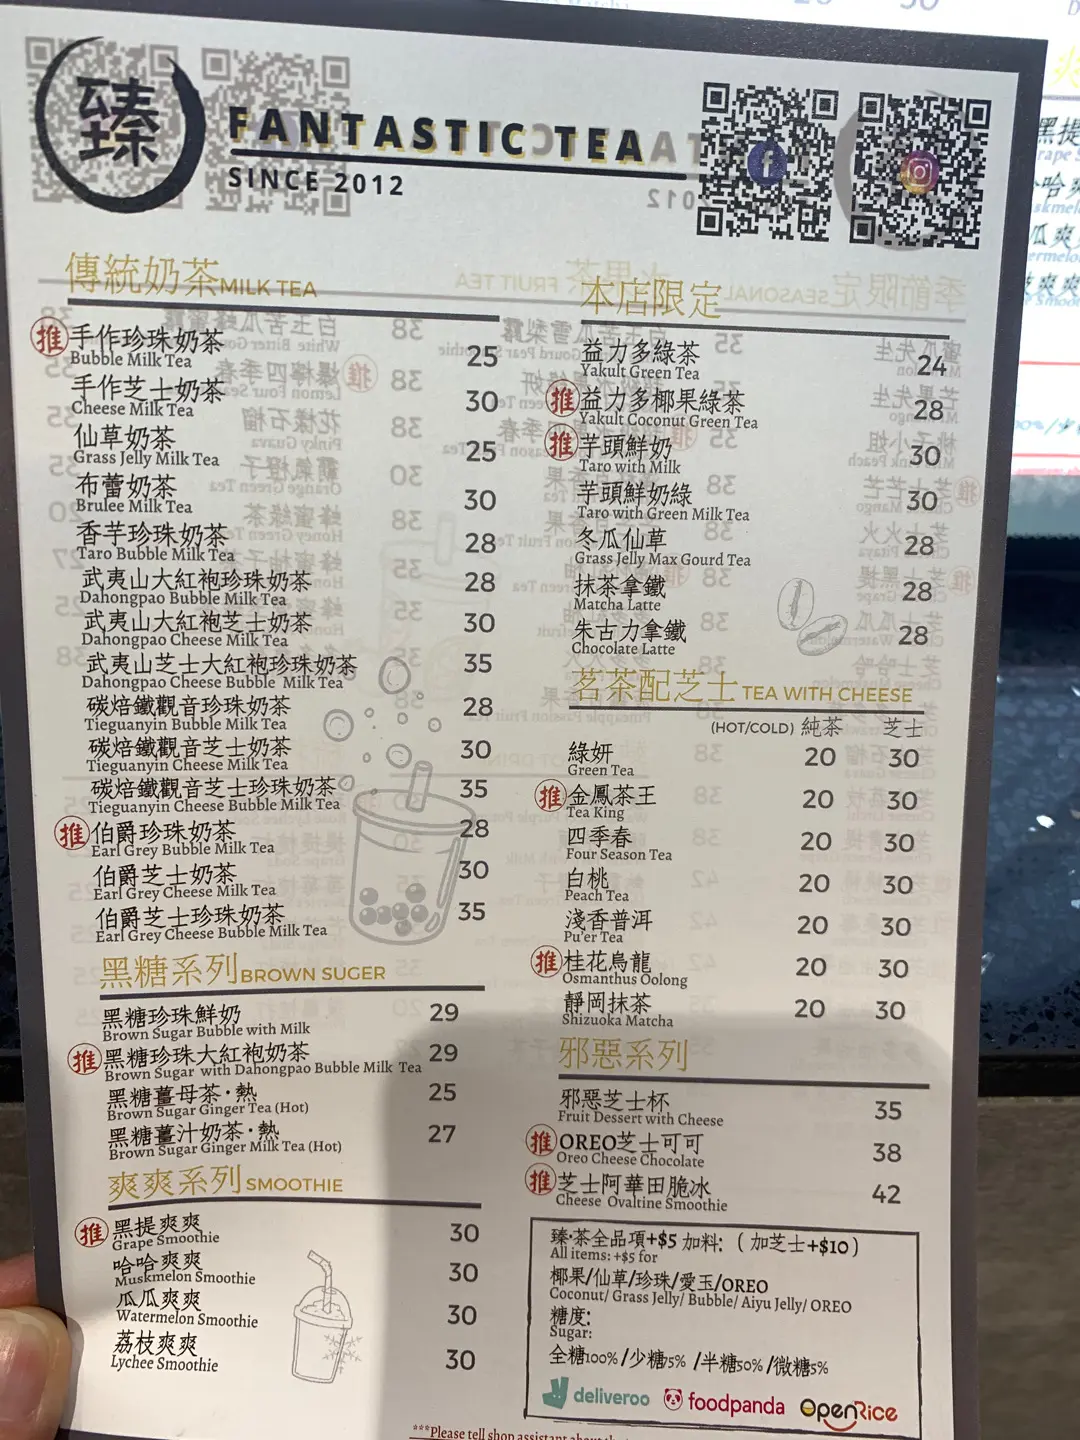 臻
FANTASTIC TEA
SINCE 2012
傳統奶茶MILK TEA
推 手作珍珠奶茶 25
Bubble Milk Tea
手作芝士奶茶 30
Cheese Milk Tea
仙草奶茶 25
Grass Jelly Milk Tea
布蕾奶茶 30
Brulee Milk Tea
香芋珍珠奶茶 28
Taro Bubble Milk Tea
武夷山大紅袍珍珠奶茶 28
Dahongpao Bubble Milk Tea
武夷山大紅袍芝士奶茶 30
Dahongpao Cheese Milk Tea
武夷山芝士大紅袍珍珠奶茶 35
Dahongpao Cheese Bubble Milk Tea
碳焙鐵觀音珍珠奶茶 28
Tieguanyin Bubble Milk Tea
碳焙鐵觀音芝士奶茶 30
Tieguanyin Cheese Milk Tea
碳焙鐵觀音芝士珍珠奶茶 35
Tieguanyin Cheese Bubble Milk Tea
推 伯爵珍珠奶茶 28
Earl Grey Bubble Milk Tea
伯爵芝士奶茶 30
Earl Grey Cheese Milk Tea
伯爵芝士珍珠奶茶 35
Earl Grey Cheese Bubble Milk Tea
黑糖系列BROWN SUGER
黑糖珍珠鮮奶 29
Brown Sugar Bubble with Milk
推 黑糖珍珠大紅袍奶茶 29
Brown Sugar with Dahongpao Bubble Milk Tea
黑糖薑母茶·熱 25
Brown Sugar Ginger Tea (Hot)
黑糖薑汁奶茶·熱 27
Brown Sugar Ginger Milk Tea (Hot)
爽爽系列SMOOTHIE
推 黑提爽爽 30
Grape Smoothie
哈哈爽爽 30
Muskmelon Smoothie
瓜瓜爽爽 30
Watermelon Smoothie
荔枝爽爽 30
Lychee Smoothie
本店限定
益力多綠茶 24
Yakult Green Tea
推 益力多椰果綠茶 28
Yakult Coconut Green Tea
推 芋頭鮮奶 30
Taro with Milk
芋頭鮮奶綠 30
Taro with Green Milk Tea
冬瓜仙草 28
Grass Jelly Max Gourd Tea
抹茶拿鐵 28
Matcha Latte
朱古力拿鐵 28
Chocolate Latte
茗茶配芝士 TEA WITH CHEESE
(HOT/COLD) 純茶 芝士
綠妍 20 30
Green Tea
推 金鳳茶王 20 30
Tea King
四季春 20 30
Four Season Tea
白桃 20 30
Peach Tea
淺香普洱 20 30
Pu'er Tea
推 桂花烏龍 20 30
Osmanthus Oolong
靜岡抹茶 20 30
Shizuoka Matcha
邪惡系列
邪惡芝士杯 35
Fruit Dessert with Cheese
推 OREO芝士可可 38
Oreo Cheese Chocolate
推 芝士阿華田脆冰 42
Cheese Ovaltine Smoothie
臻·茶全品項+$5 加料: ( 加芝士+$10 )
All items: +$5 for
椰果/仙草/珍珠/愛玉/OREO
Coconut/ Grass Jelly/ Bubble/ Aiyu Jelly/ OREO
糖度:
Sugar:
全糖100% /少糖75% /半糖50% /微糖5%
deliveroo foodpanda OpenRice
***Please tell shop assistant about